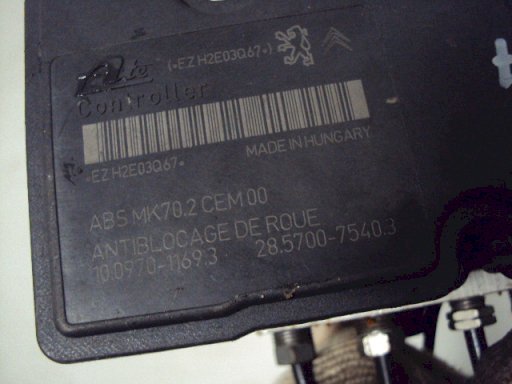 Ate (*EZ H2E03Q67*)
Controller
*EZ H2E03Q67* MADE IN HUNGARY
ABS MK70.2 CEM 00
ANTIBLOCAGE DE ROUE
10.0970-1169.3 28.5700-7540.3